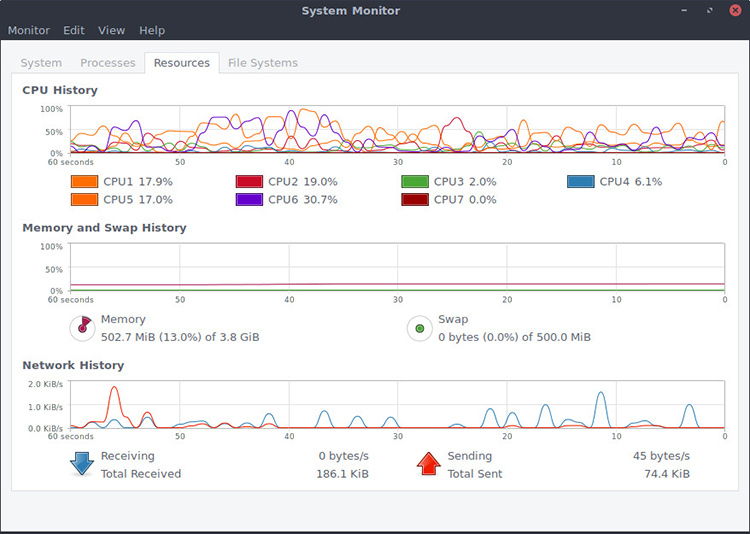 System Monitor
Monitor Edit View Help
System Processes Resources File Systems
CPU History
100%
50%
0%
60 seconds 50 40 30 20 10 0
CPU1 17.9% CPU2 19.0% CPU3 2.0% CPU4 6.1%
CPU5 17.0% CPU6 30.7% CPU7 0.0%
Memory and Swap History
100%
50%
0%
60 seconds 50 40 30 20 10 0
Memory Swap
502.7 MiB (13.0%) of 3.8 GiB 0 bytes (0.0%) of 500.0 MiB
Network History
2.0 KiB/s
1.0 KiB/s
0.0 KiB/s
60 seconds 50 40 30 20 10 0
Receiving 0 bytes/s Sending 45 bytes/s
Total Received 186.1 KiB Total Sent 74.4 KiB